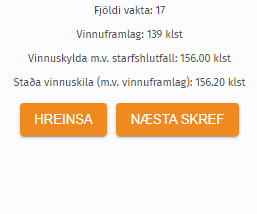 Fjöldi vakta: 17
Vinnuframlag: 139 klst
Vinnuskylda m.v. starfshlutfall: 156.00 klst
Staða vinnuskila (m.v. vinnuframlag): 156.20 klst
HREINSA NÆSTA SKREF